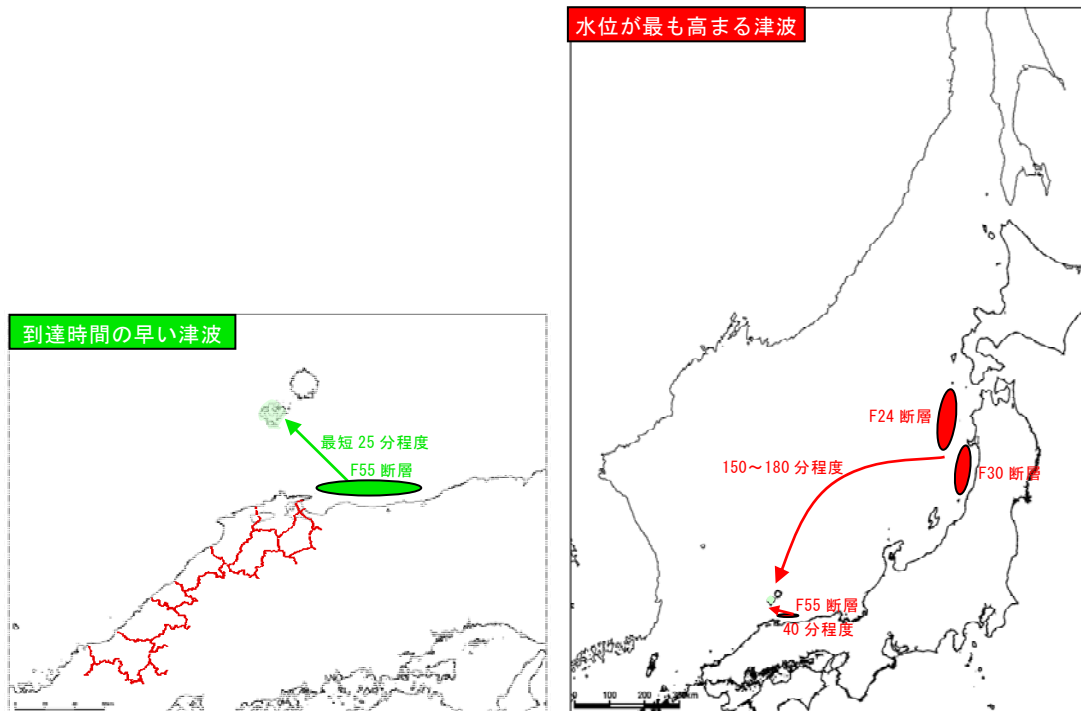 到達時間の早い津波
最短 25 分程度
F55 断層
水位が最も高まる津波
F24 断層
150～180 分程度
F30 断層
F55 断層
40 分程度
0 100 200